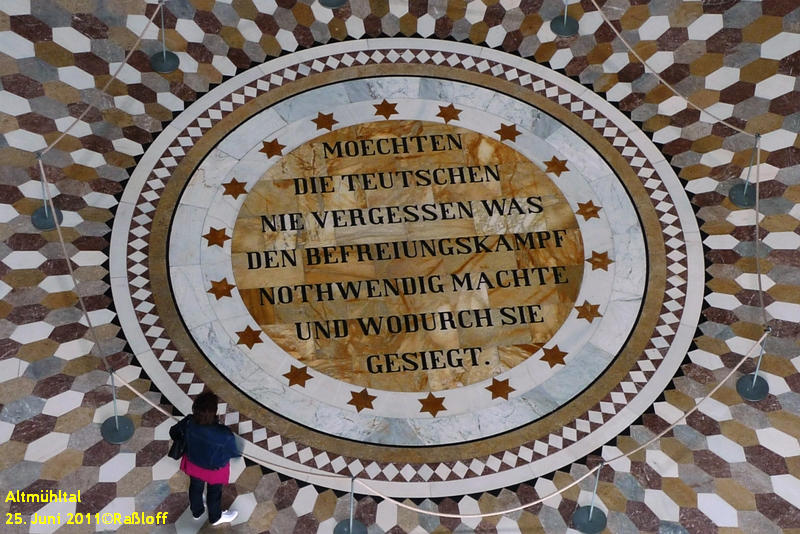 MOECHTEN
DIE TEUTSCHEN
NIE VERGESSEN WAS
DEN BEFREIUNGSKAMPF
NOTHWENDIG MACHTE
UND WODURCH SIE
GESIEGT.
Altmühltal
25. Juni 2011©Raßloff